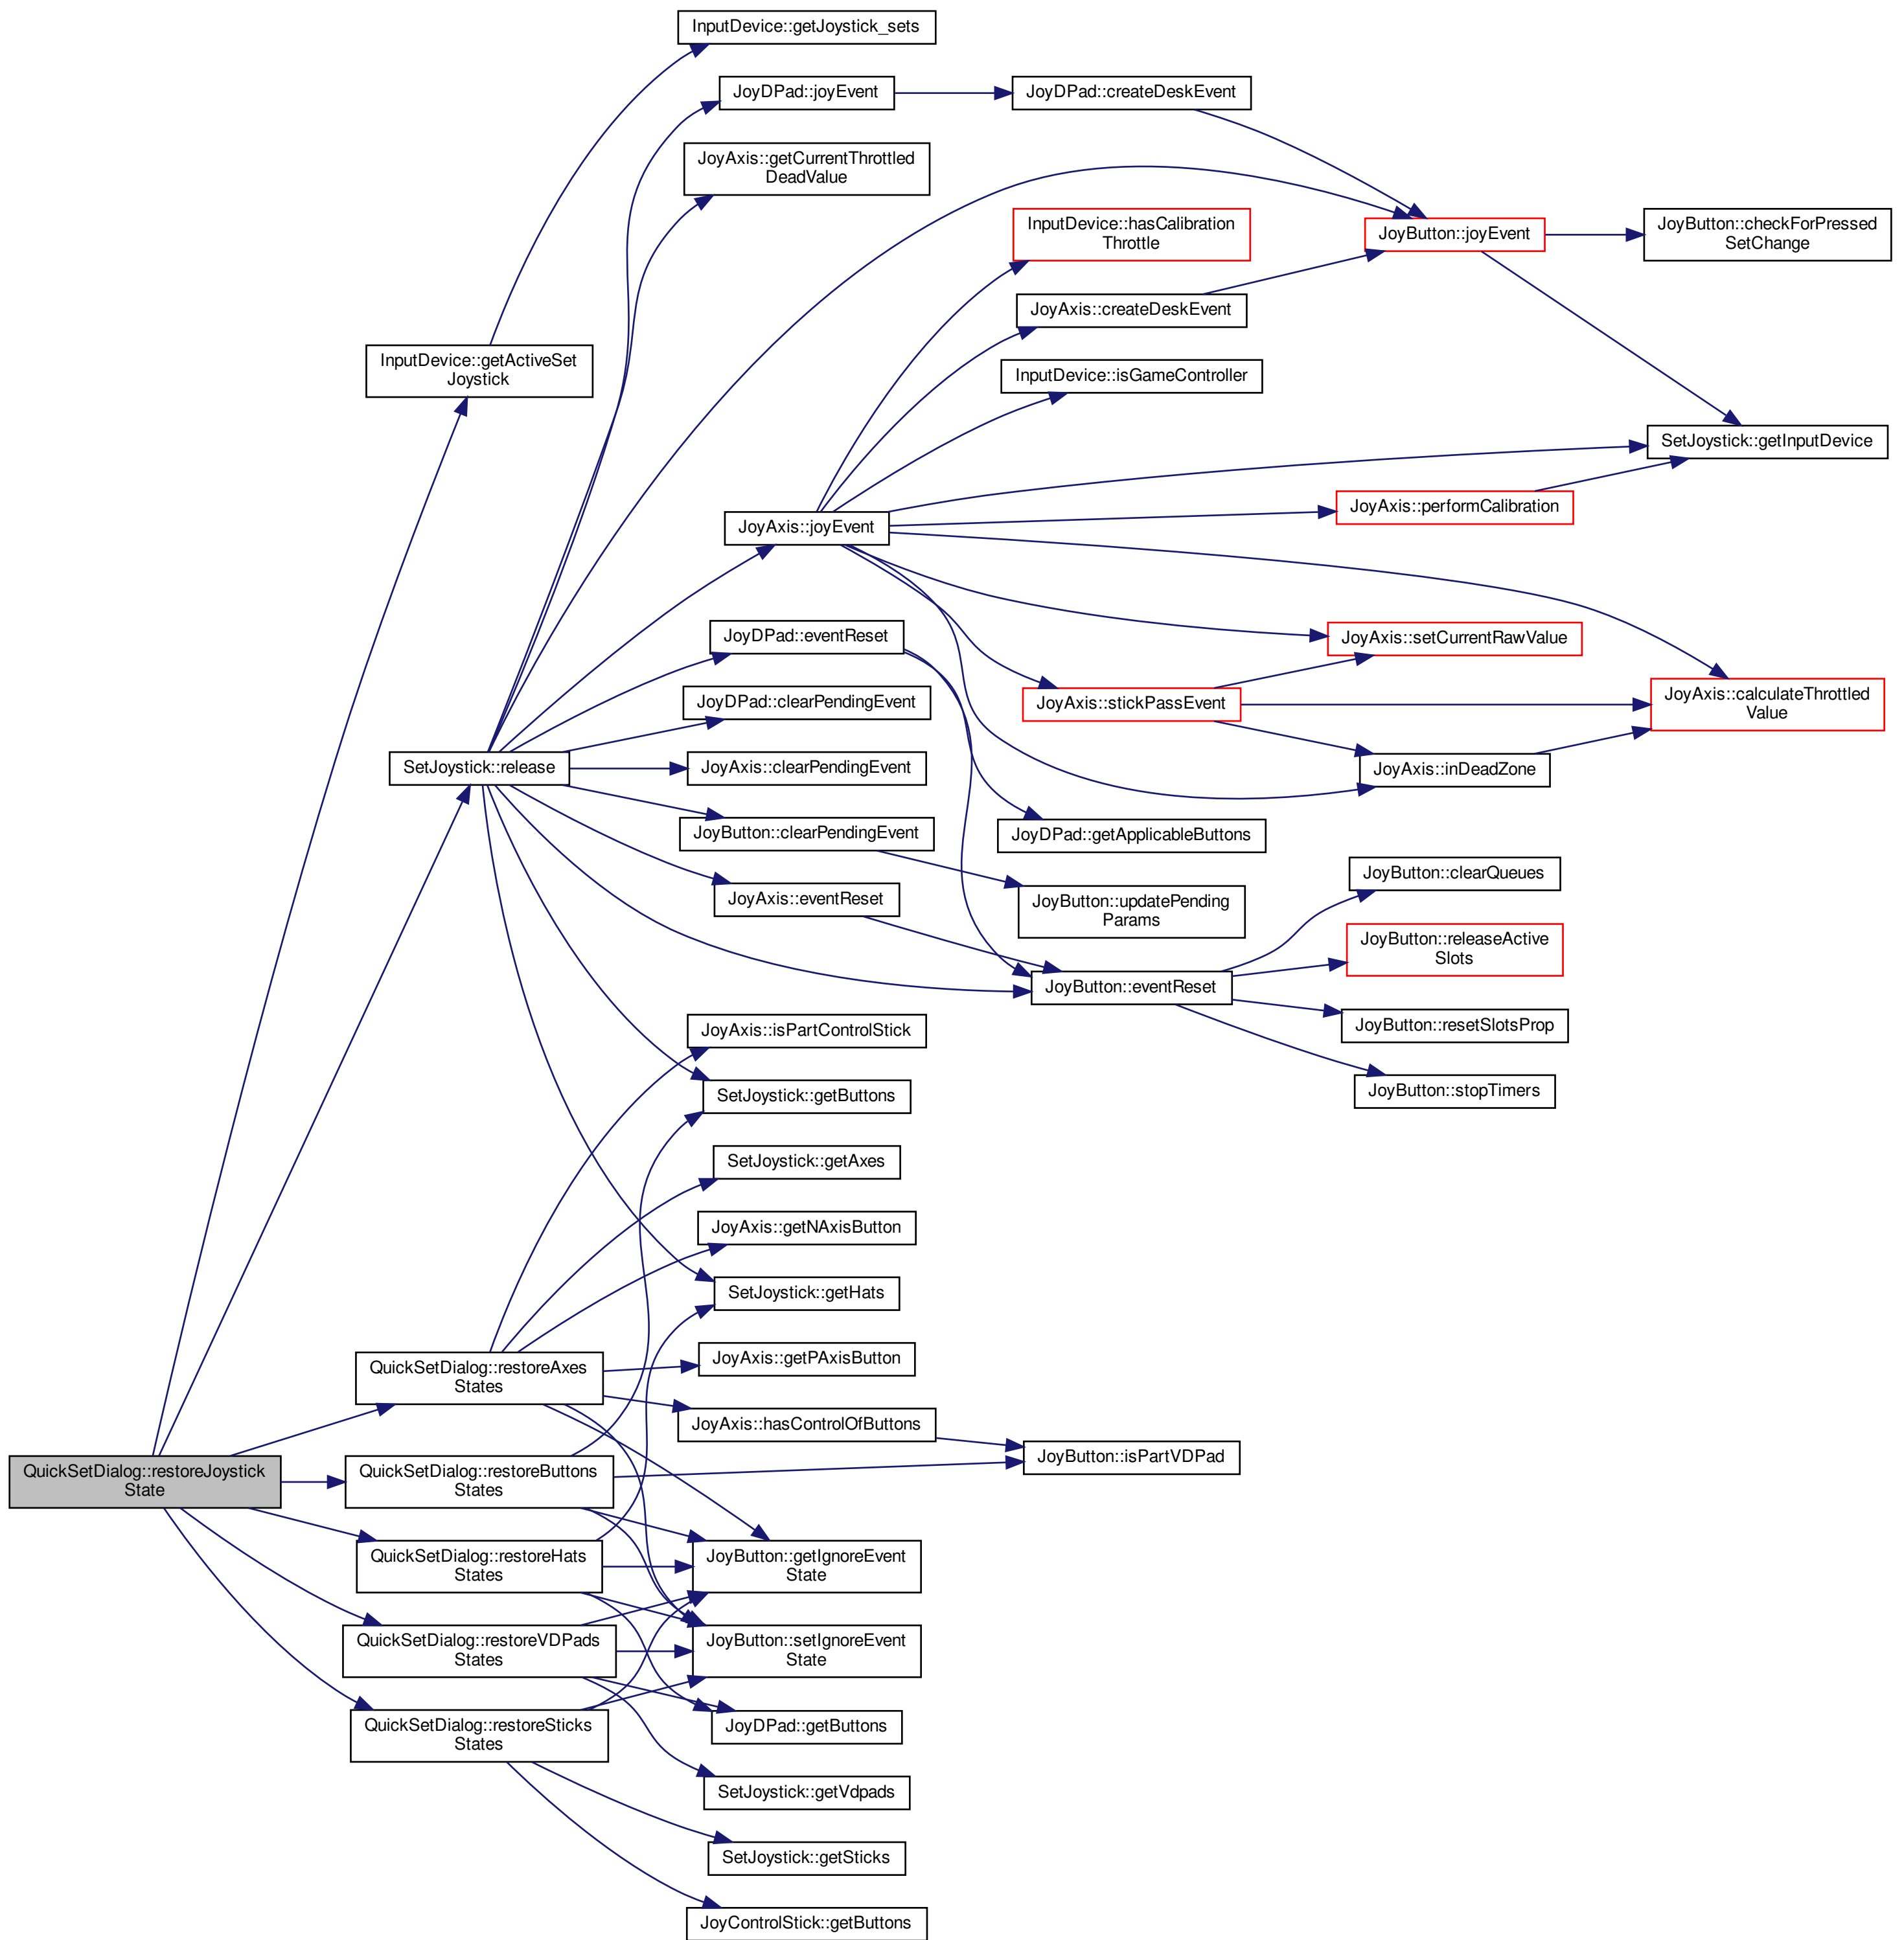 InputDevice::getJoystick_sets
JoyDPad::joyEvent
JoyDPad::createDeskEvent
JoyAxis::getCurrentThrottled
DeadValue
InputDevice::hasCalibration
Throttle
JoyButton::joyEvent
JoyButton::checkForPressed
SetChange
JoyAxis::createDeskEvent
InputDevice::getActiveSet
Joystick
InputDevice::isGameController
SetJoystick::getInputDevice
JoyAxis::performCalibration
JoyAxis::joyEvent
JoyDPad::eventReset
JoyAxis::setCurrentRawValue
JoyDPad::clearPendingEvent
JoyAxis::stickPassEvent
JoyAxis::calculateThrottled
Value
SetJoystick::release
JoyAxis::clearPendingEvent
JoyAxis::inDeadZone
JoyButton::clearPendingEvent
JoyDPad::getApplicableButtons
JoyButton::clearQueues
JoyAxis::eventReset
JoyButton::updatePending
Params
JoyButton::releaseActive
Slots
JoyButton::eventReset
JoyAxis::isPartControlStick
JoyButton::resetSlotsProp
SetJoystick::getButtons
JoyButton::stopTimers
SetJoystick::getAxes
JoyAxis::getNAxisButton
SetJoystick::getHats
QuickSetDialog::restoreAxes
States
JoyAxis::getPAxisButton
JoyAxis::hasControlOfButtons
JoyButton::isPartVDPad
QuickSetDialog::restoreJoystick
State
QuickSetDialog::restoreButtons
States
QuickSetDialog::restoreHats
States
JoyButton::getIgnoreEvent
State
QuickSetDialog::restoreVDPads
States
JoyButton::setIgnoreEvent
State
QuickSetDialog::restoreSticks
States
JoyDPad::getButtons
SetJoystick::getVdpads
SetJoystick::getSticks
JoyControlStick::getButtons